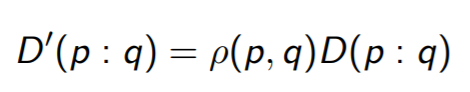 D′(p : q) = ρ(p, q)D(p : q)